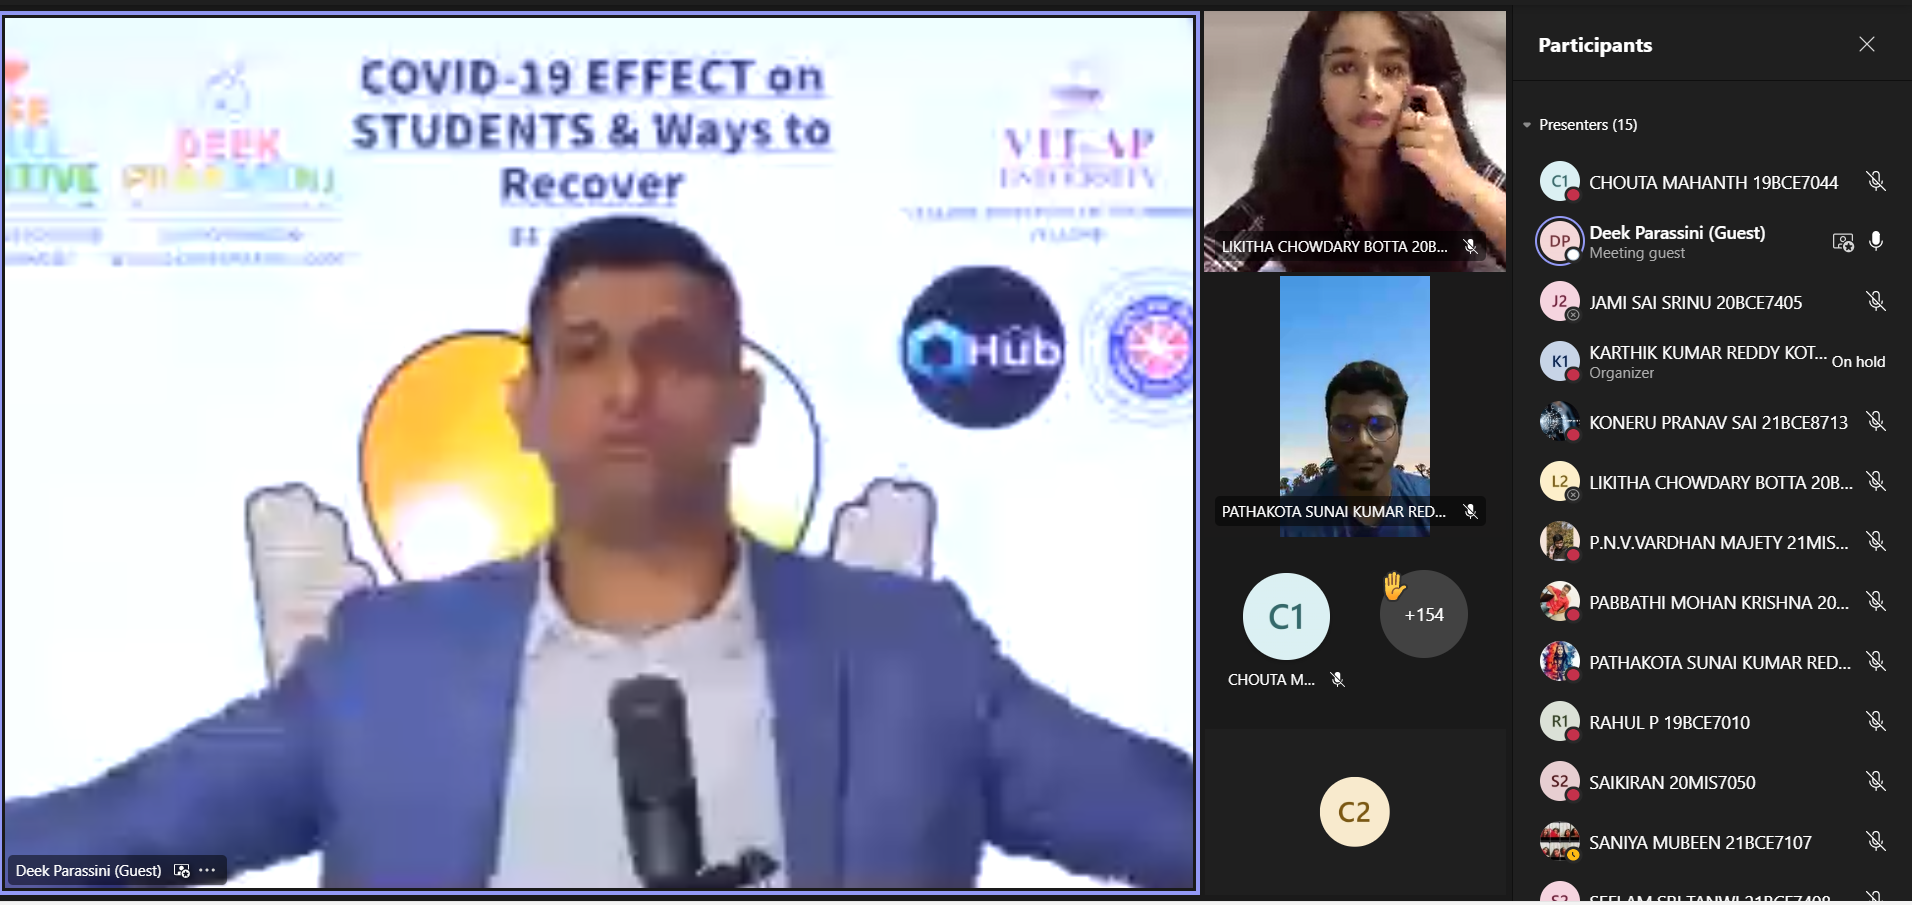 COVID-19 EFFECT on
STUDENTS & Ways to
Recover
DEEK
VIT-AP
UNIVERSITY
Hub
Deek Parassini (Guest)
LIKITHA CHOWDARY BOTTA 20B...
PATHAKOTA SUNAI KUMAR RED...
C1
+154
CHOUTA M...
C2
Participants
Presenters (15)
C1 CHOUTA MAHANTH 19BCE7044
DP Deek Parassini (Guest)
Meeting guest
J2 JAMI SAI SRINU 20BCE7405
K1 KARTHIK KUMAR REDDY KOT... On hold
Organizer
KONERU PRANAV SAI 21BCE8713
L2 LIKITHA CHOWDARY BOTTA 20B...
P.N.V.VARDHAN MAJETY 21MIS...
PABBATHI MOHAN KRISHNA 20...
PATHAKOTA SUNAI KUMAR RED...
R1 RAHUL P 19BCE7010
S2 SAIKIRAN 20MIS7050
SANIYA MUBEEN 21BCE7107